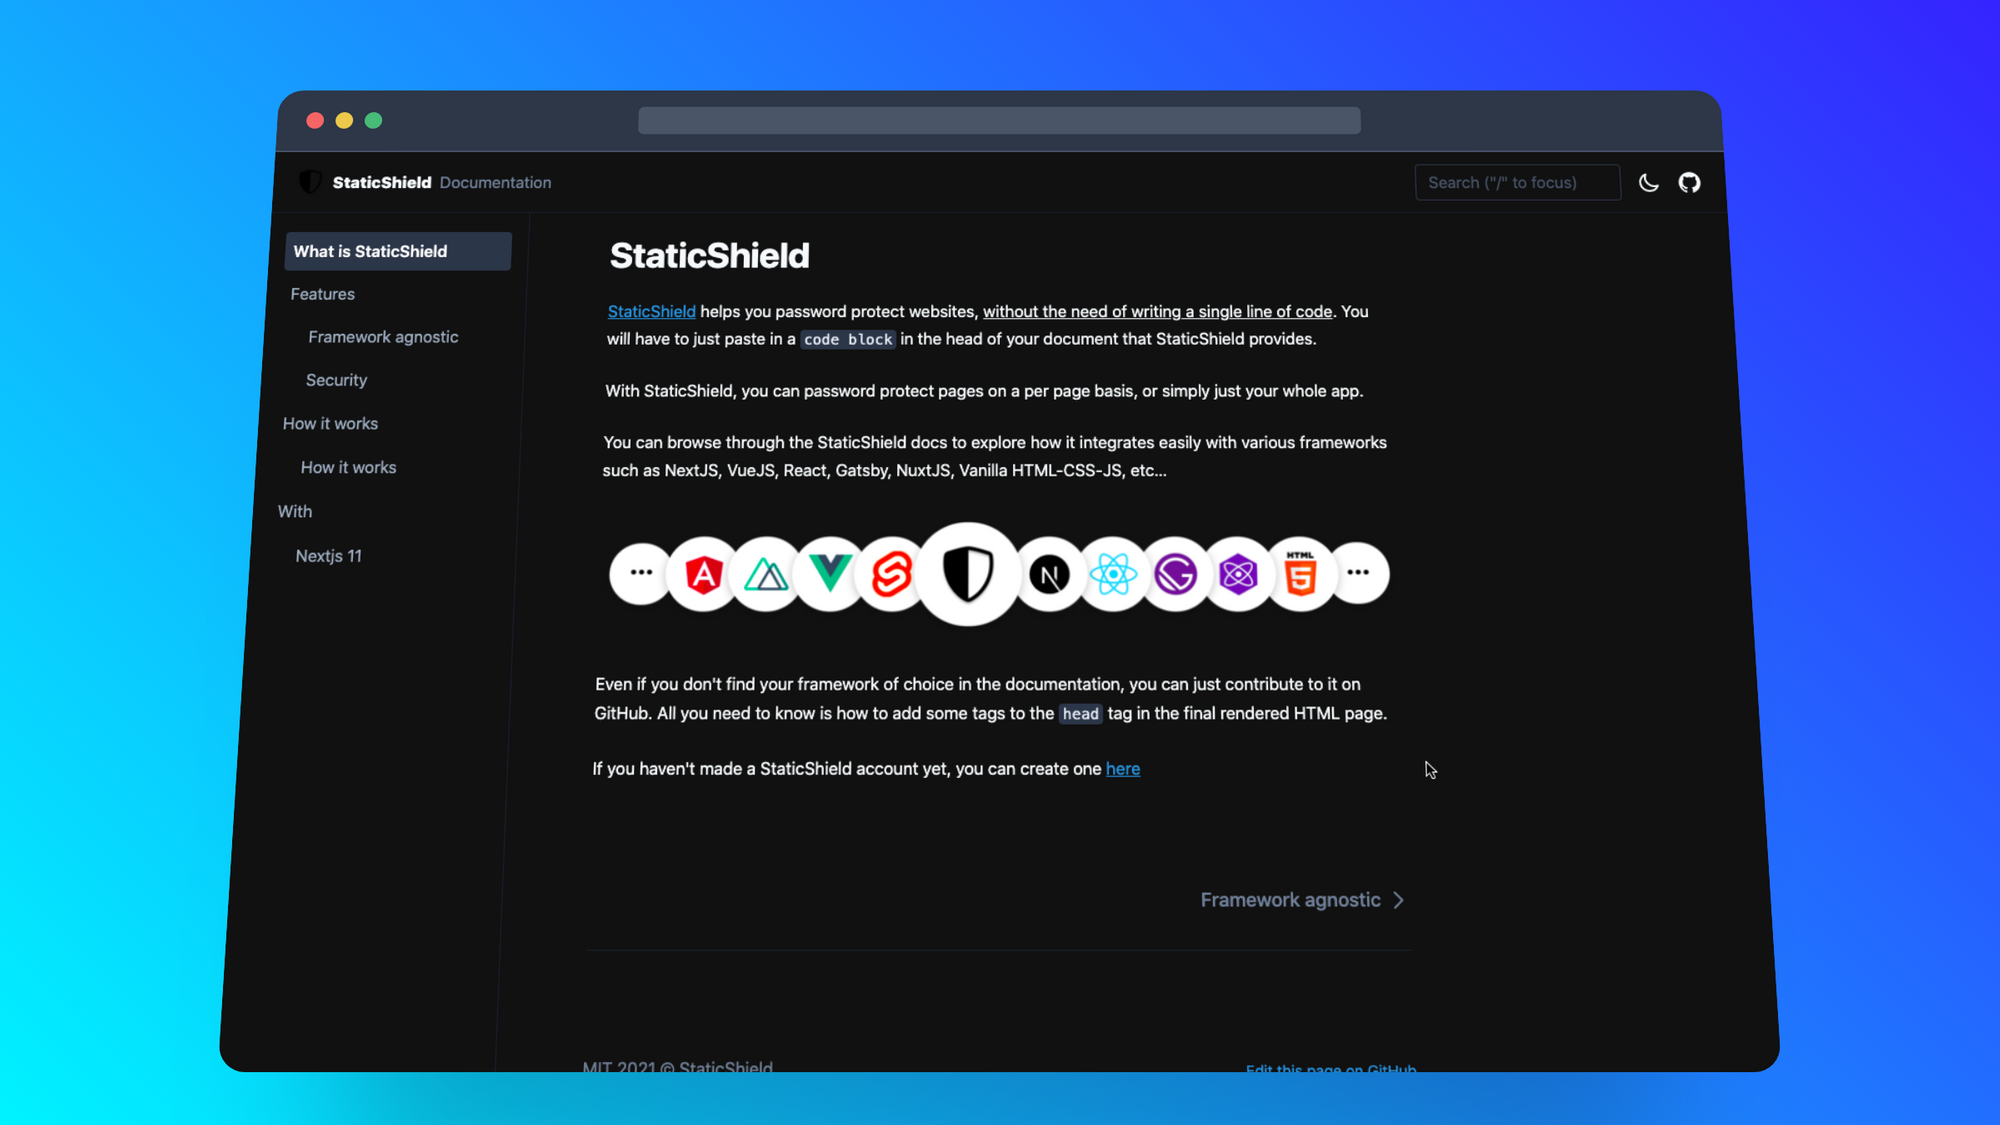 StaticShield Documentation
Search ("/" to focus)
What is StaticShield
Features
Framework agnostic
Security
How it works
How it works
With
Nextjs 11
StaticShield
StaticShield helps you password protect websites, without the need of writing a single line of code. You
will have to just paste in a code block in the head of your document that StaticShield provides.
With StaticShield, you can password protect pages on a per page basis, or simply just your whole app.
You can browse through the StaticShield docs to explore how it integrates easily with various frameworks
such as NextJS, VueJS, React, Gatsby, NuxtJS, Vanilla HTML-CSS-JS, etc...
HTML
Even if you don't find your framework of choice in the documentation, you can just contribute to it on
GitHub. All you need to know is how to add some tags to the head tag in the final rendered HTML page.
If you haven't made a StaticShield account yet, you can create one here
Framework agnostic
MIT 2021 © StaticShield
Edit this page on GitHub